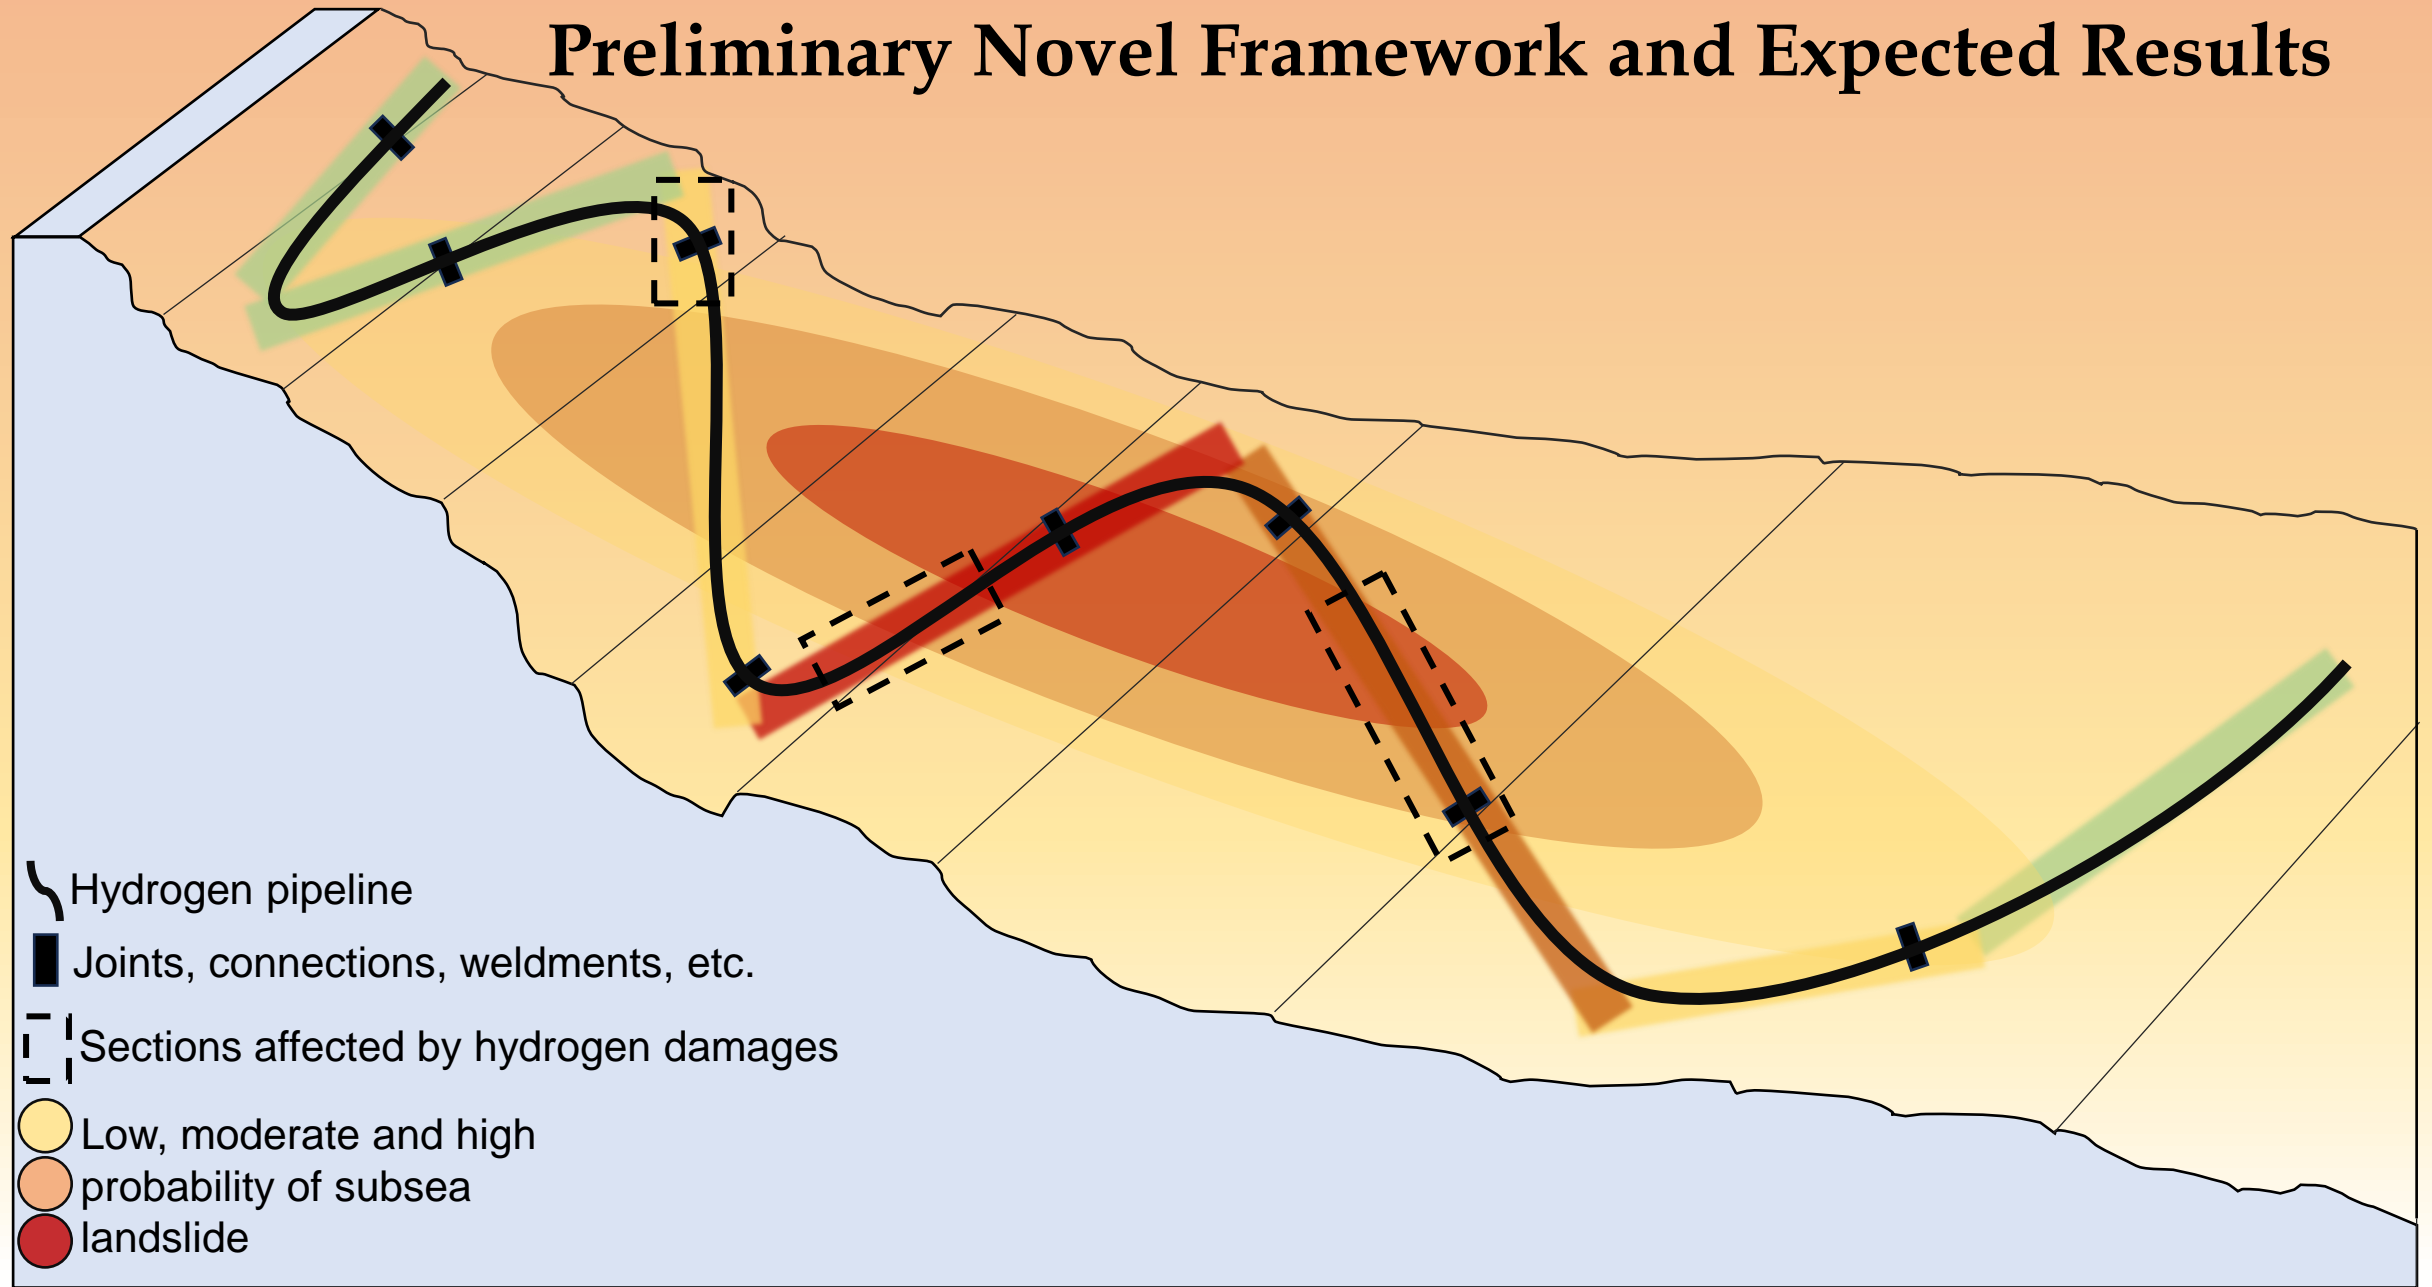 Preliminary Novel Framework and Expected Results
Hydrogen pipeline
Joints, connections, weldments, etc.
Sections affected by hydrogen damages
Low, moderate and high
probability of subsea
landslide